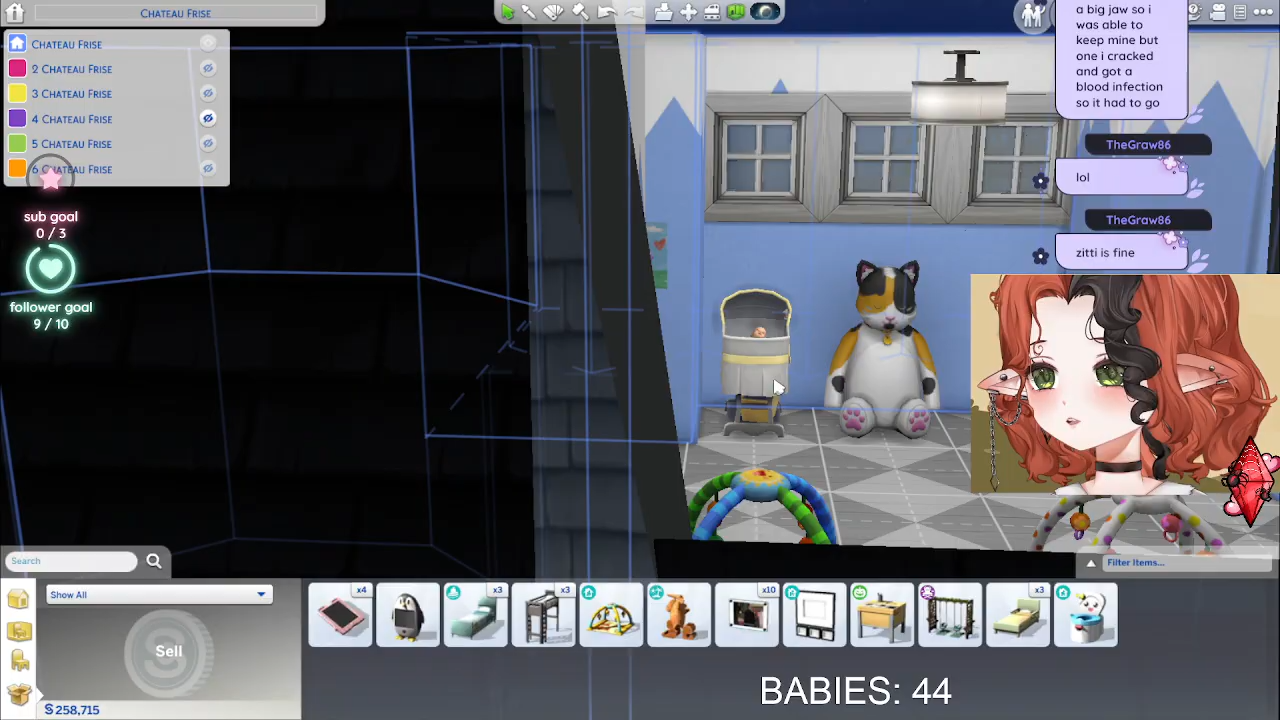 CHATEAU FRISE
CHATEAU FRISE
2 CHATEAU FRISE
3 CHATEAU FRISE
4 CHATEAU FRISE
5 CHATEAU FRISE
6 CHATEAU FRISE
sub goal
0 / 3
follower goal
9 / 10
a big jaw so i
was able to
keep mine but
one i cracked
and got a
blood infection
so it had to go
TheGraw86
lol
TheGraw86
zitti is fine
Search
Filter Items...
Show All
Sell
§258,715
x4
x3
x3
x10
x3
BABIES: 44